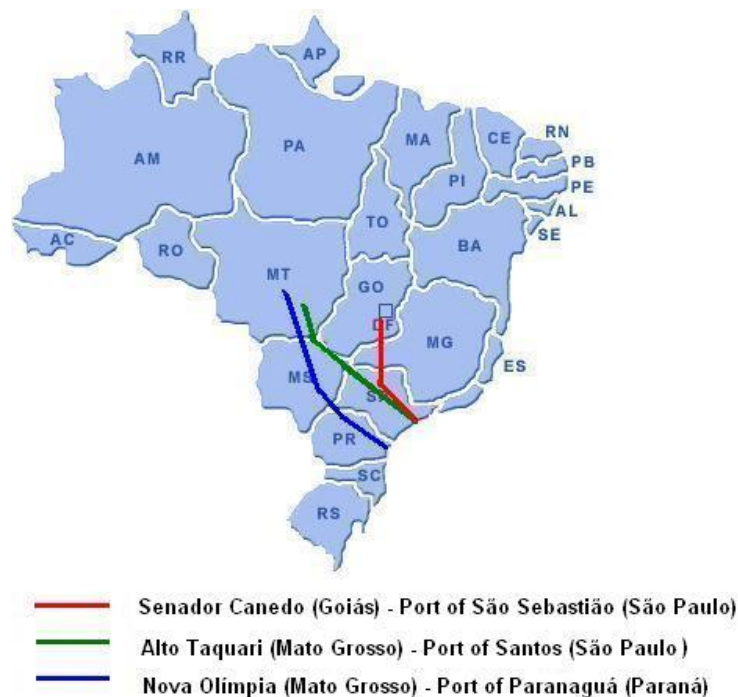 RR
AP
AM
PA
MA
CE
RN
PB
PI
PE
AL
SE
TO
AC
RO
BA
MT
GO
DF
MG
ES
MS
SP
PR
SC
RS
Senador Canedo (Goiás) - Port of São Sebastião (São Paulo)
Alto Taquari (Mato Grosso) - Port of Santos (São Paulo )
Nova Olímpia (Mato Grosso) - Port of Paranaguá (Paraná)